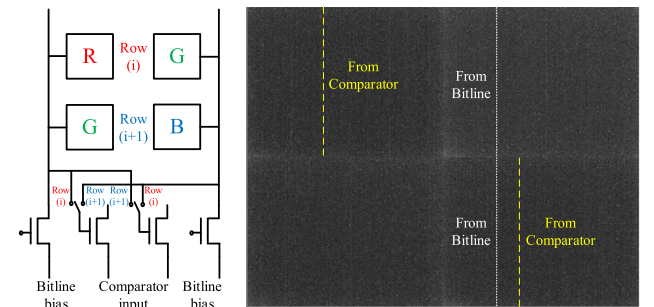 R
Row
(i)
G
G
Row
(i+1)
B
Row
(i)
Row
(i+1)
Row
(i+1)
Row
(i)
Bitline
bias
Comparator
input
Bitline
bias
From
Comparator
From
Bitline
From
Bitline
From
Comparator